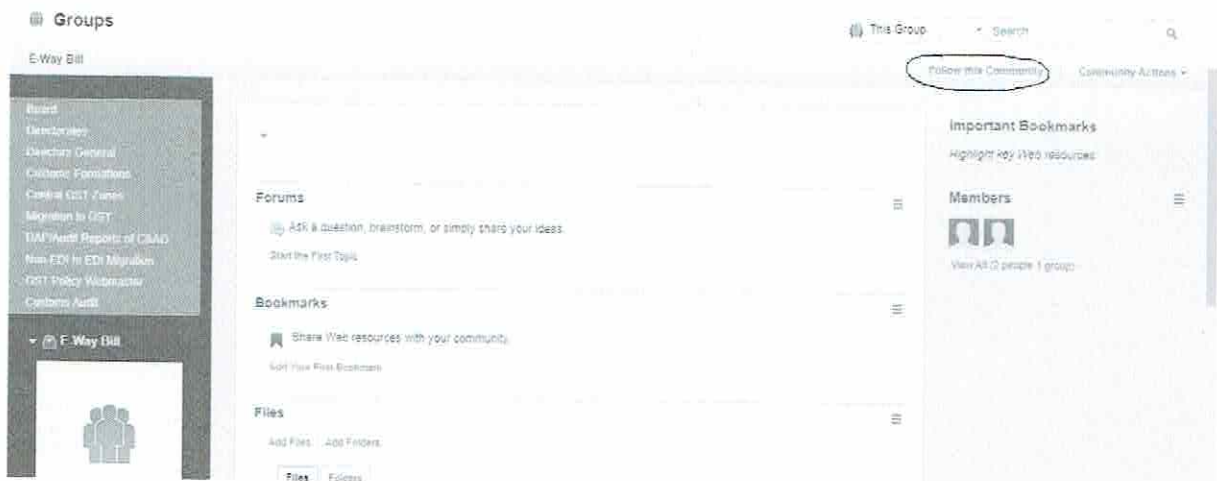 Groups
This Group
Search
E-Way Bill
Follow this Community
Community Actions
Board
Directorates
Directors General
Customs Formations
Central GST Zones
Migration to GST
DAP/Audit Reports of C&AG
Non-EDI to EDI Migration
GST Policy Webmaster
Customs Audit
E-Way Bill
Forums
Ask a question, brainstorm, or simply share your ideas.
Start the First Topic
Bookmarks
Share Web resources with your community.
Add Your First Bookmark
Files
Add Files
Add Folders
Files
Folders
Important Bookmarks
Highlight key Web resources
Members
View All (2 people 1 group)